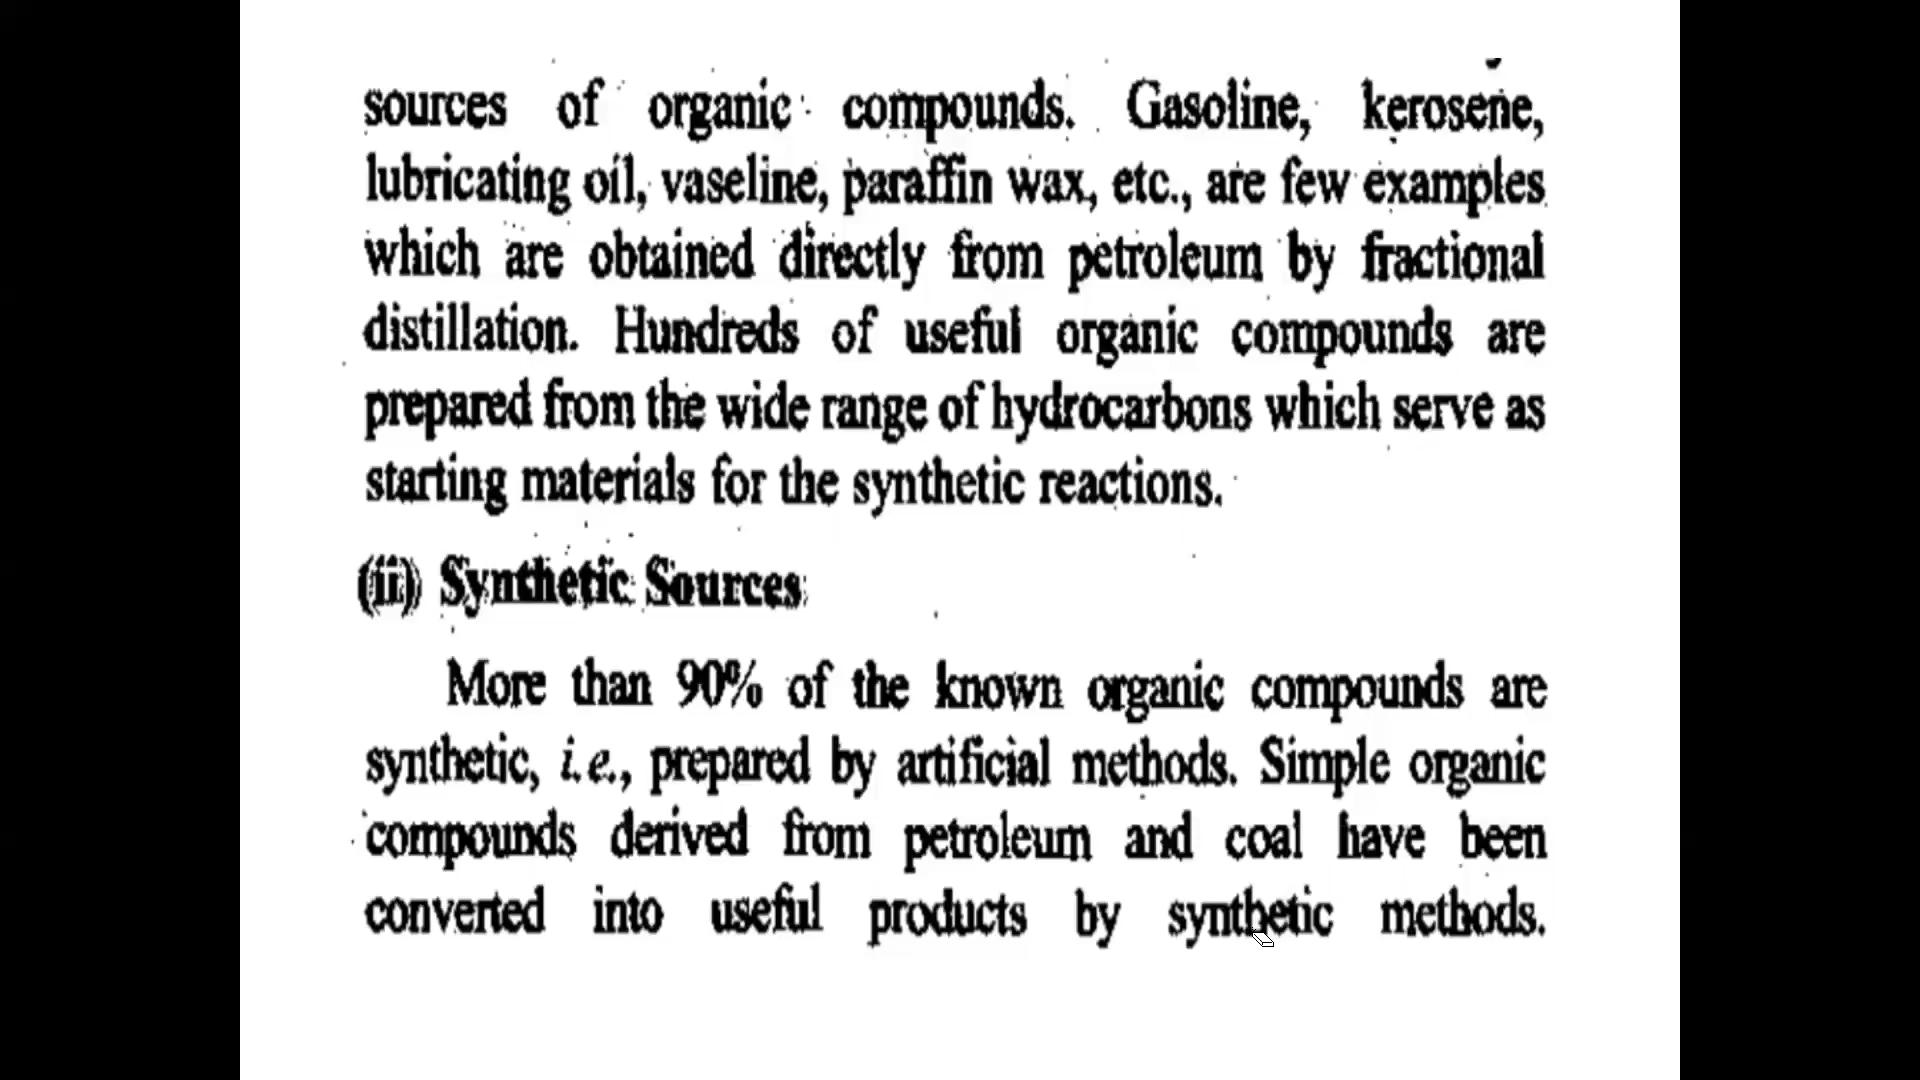 sources of organic compounds. Gasoline, kerosene,
lubricating oil, vaseline, paraffin wax, etc., are few examples
which are obtained directly from petroleum by fractional
distillation. Hundreds of useful organic compounds are
prepared from the wide range of hydrocarbons which serve as
starting materials for the synthetic reactions.
(ii) Synthetic Sources
More than 90% of the known organic compounds are
synthetic, i.e., prepared by artificial methods. Simple organic
compounds derived from petroleum and coal have been
converted into useful products by synthetic methods.